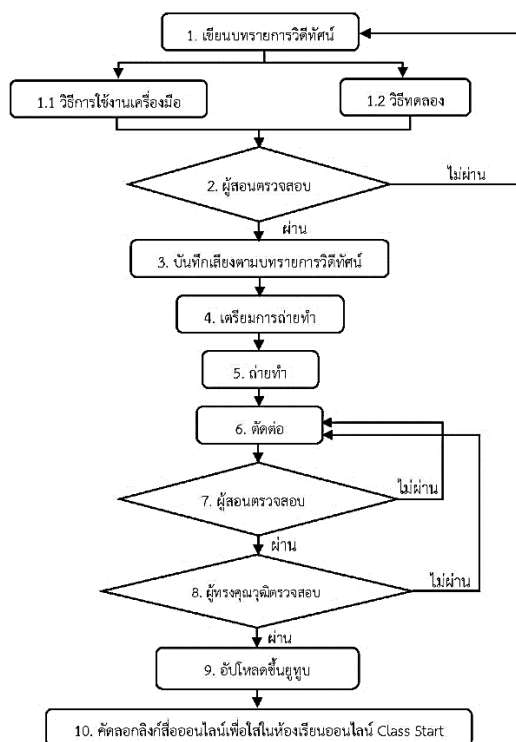 1. เขียนบทรายการวิดีทัศน์
1.1 วิธีการใช้งานเครื่องมือ
1.2 วิธีทดลอง
2. ผู้สอนตรวจสอบ
ไม่ผ่าน
ผ่าน
3. บันทึกเสียงตามบทรายการวิดีทัศน์
4. เตรียมการถ่ายทำ
5. ถ่ายทำ
6. ตัดต่อ
7. ผู้สอนตรวจสอบ
ไม่ผ่าน
ผ่าน
8. ผู้ทรงคุณวุฒิตรวจสอบ
ไม่ผ่าน
ผ่าน
9. อัปโหลดขึ้นยูทูบ
10. คัดลอกลิงก์สื่อออนไลน์เพื่อใส่ในห้องเรียนออนไลน์ Class Start